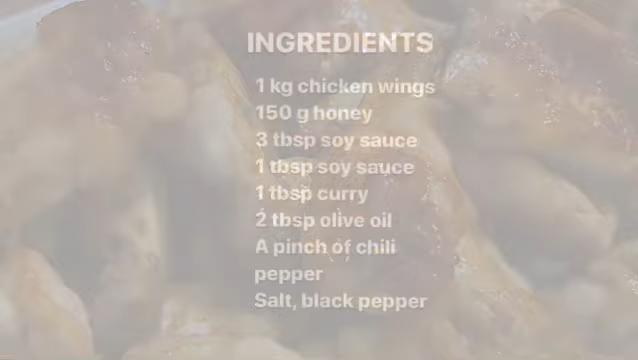 INGREDIENTS
1 kg chicken wings
150 g honey
3 tbsp soy sauce
1 tbsp soy sauce
1 tbsp curry
2 tbsp olive oil
A pinch of chili
pepper
Salt, black pepper